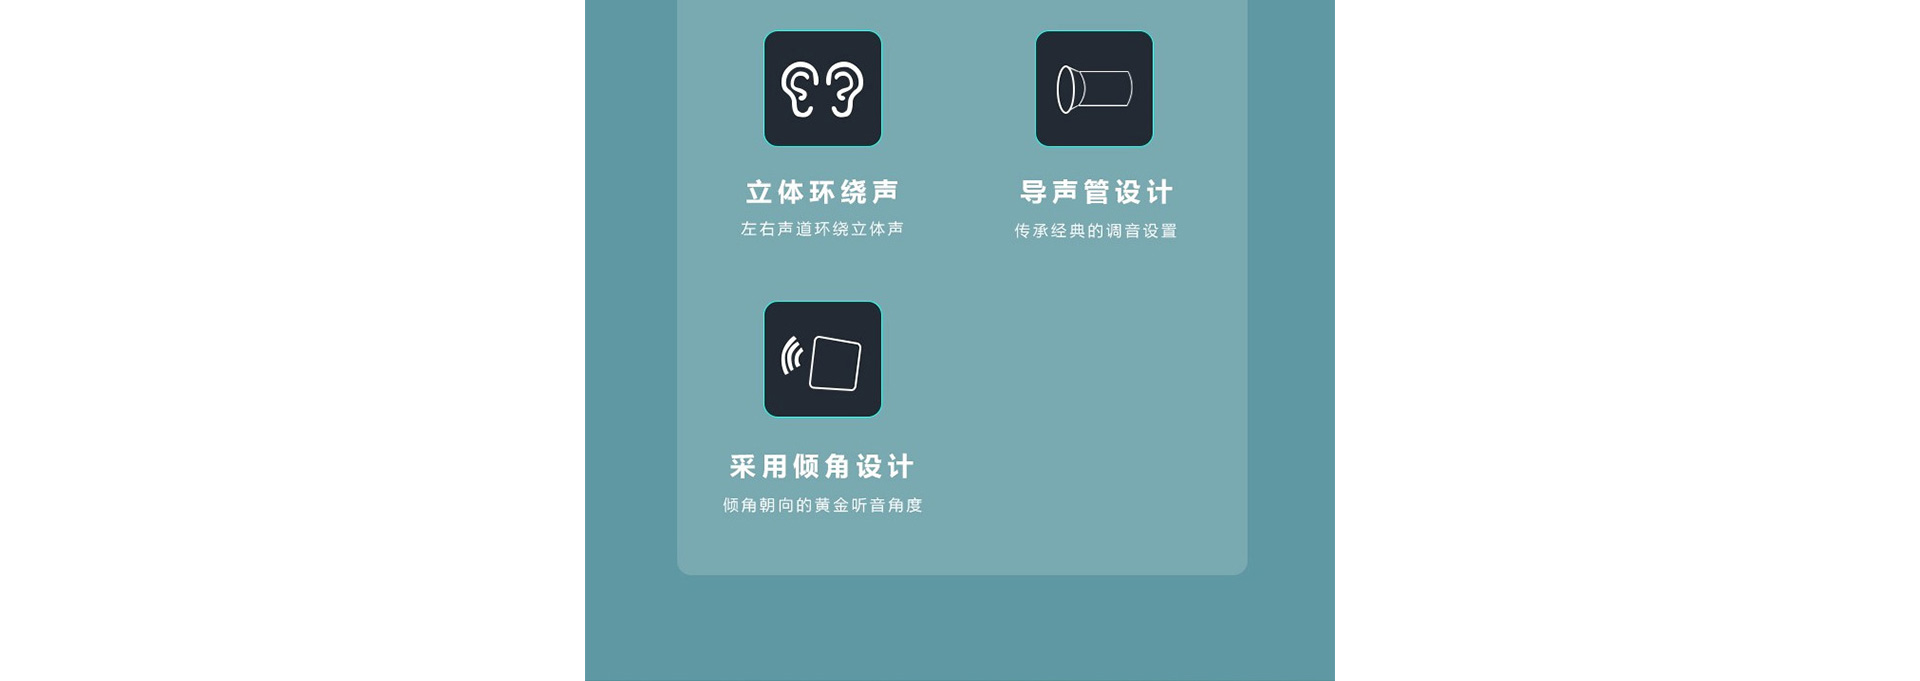 立体环绕声
左右声道环绕立体声
导声管设计
传承经典的调音设置
采用倾角设计
倾角朝向的黄金听音角度